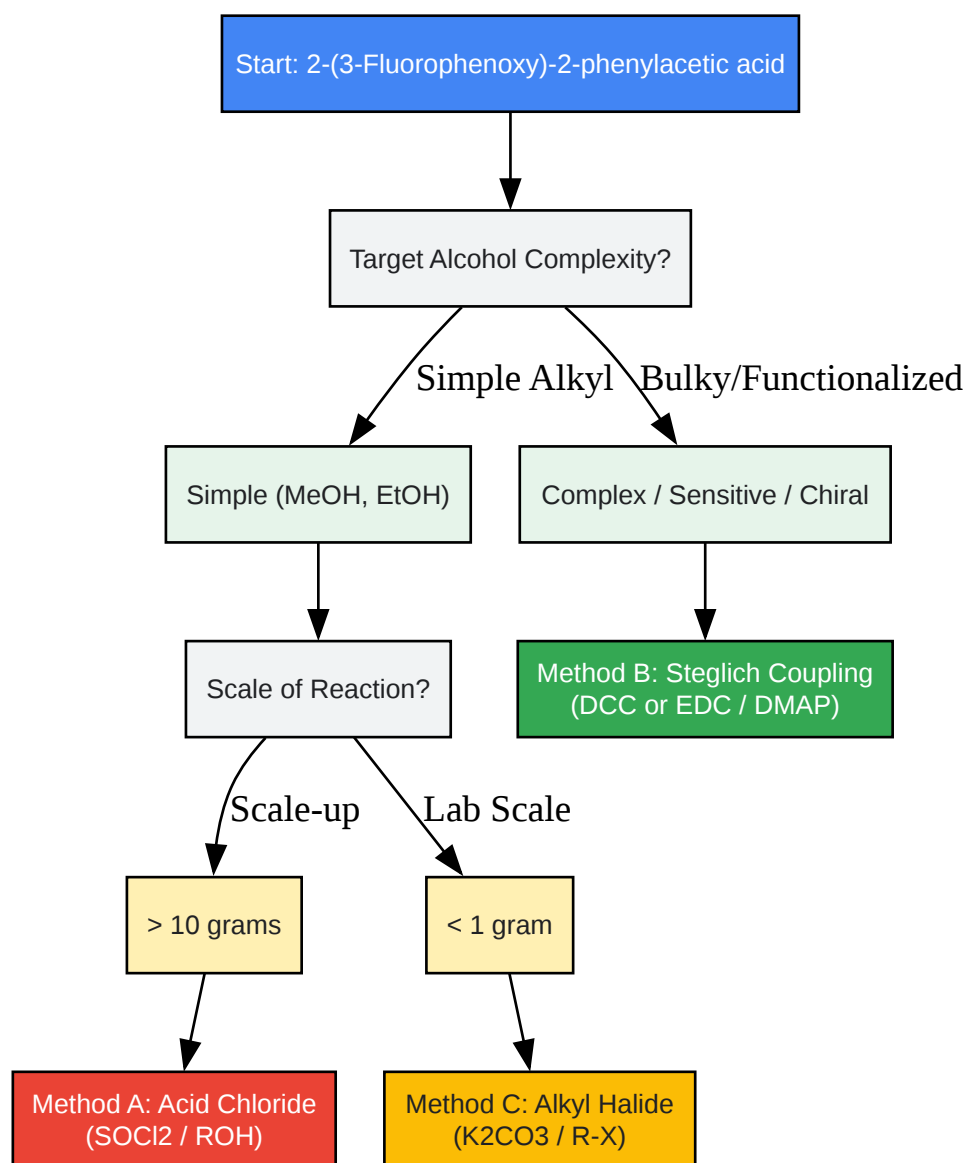 Start: 2-(3-Fluorophenoxy)-2-phenylacetic acid
Target Alcohol Complexity?
Simple Alkyl
Bulky/Functionalized
Simple (MeOH, EtOH)
Complex / Sensitive / Chiral
Scale of Reaction?
Method B: Steglich Coupling
(DCC or EDC / DMAP)
Scale-up
Lab Scale
> 10 grams
< 1 gram
Method A: Acid Chloride
(SOCl2 / ROH)
Method C: Alkyl Halide
(K2CO3 / R-X)